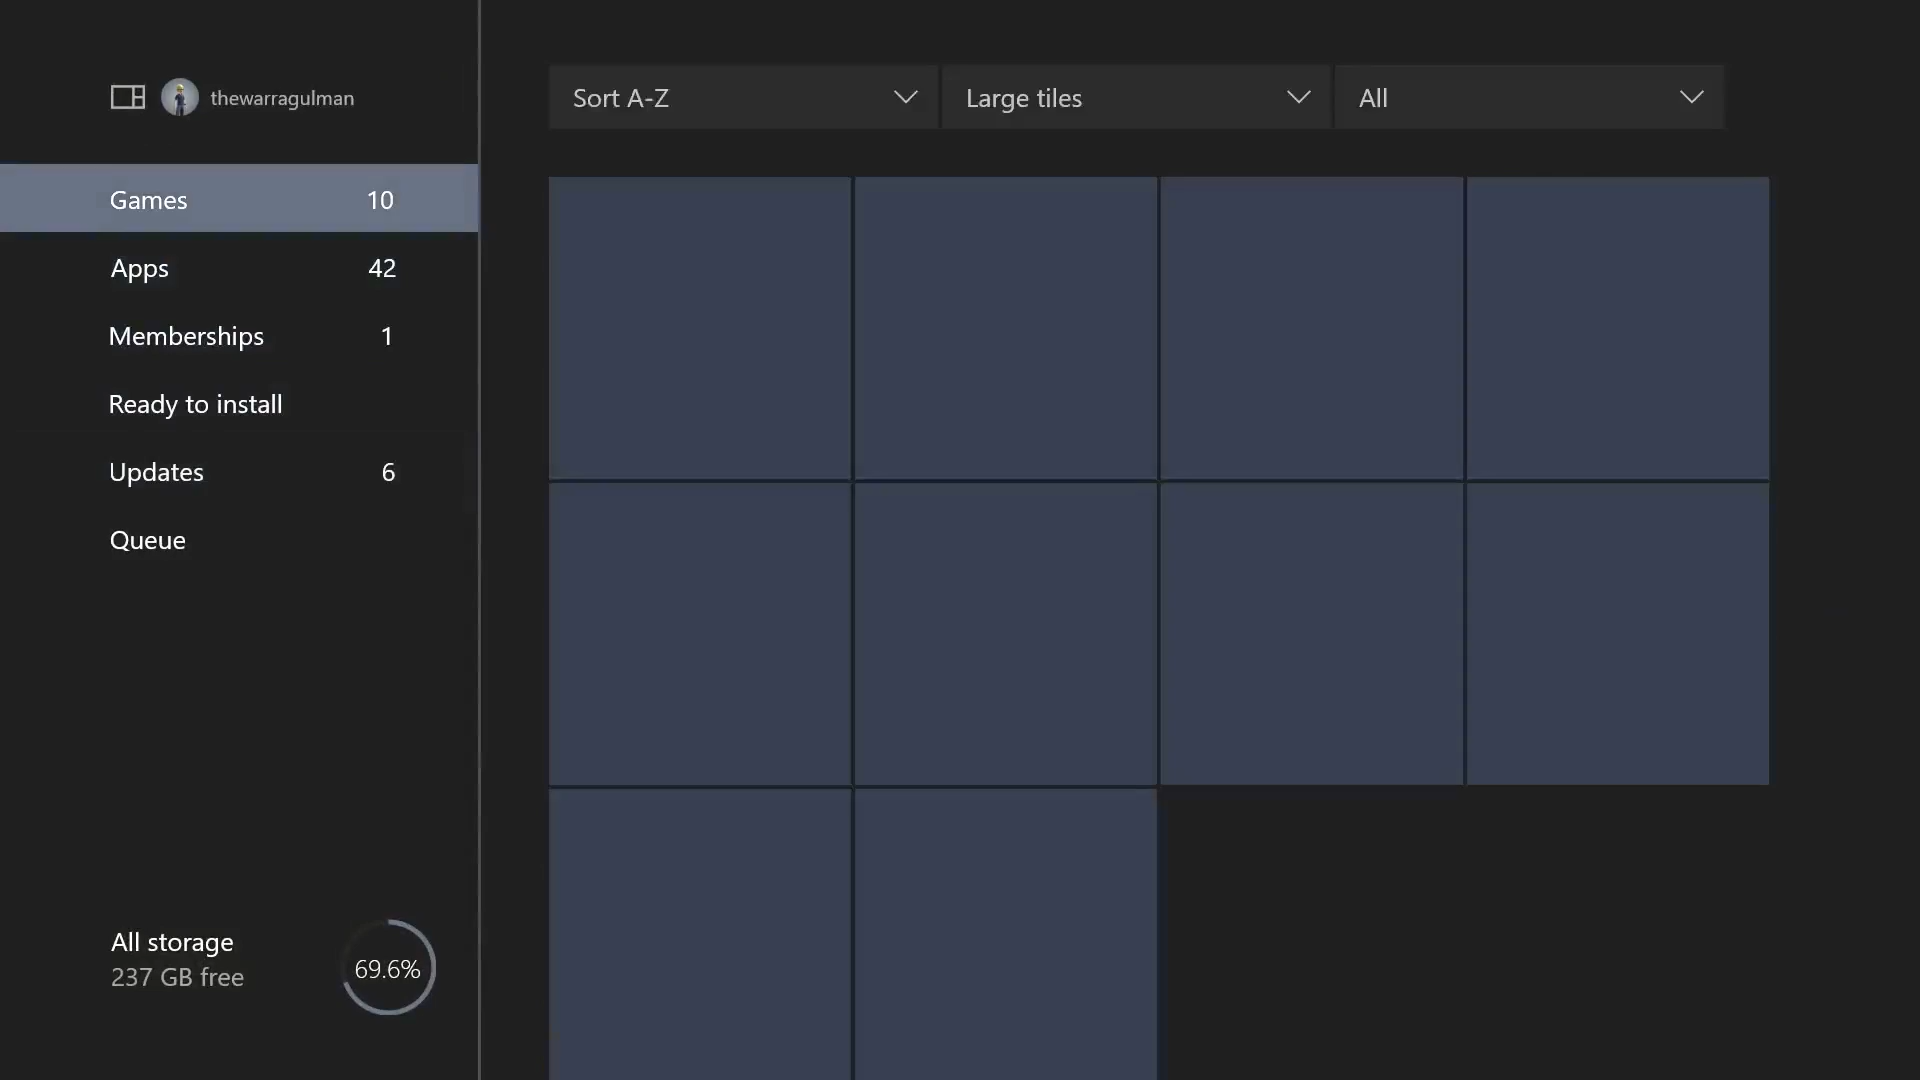 thewarragulman
Sort A-Z
Large tiles
All
Games 10
Apps 42
Memberships 1
Ready to install
Updates 6
Queue
All storage
237 GB free
69.6%